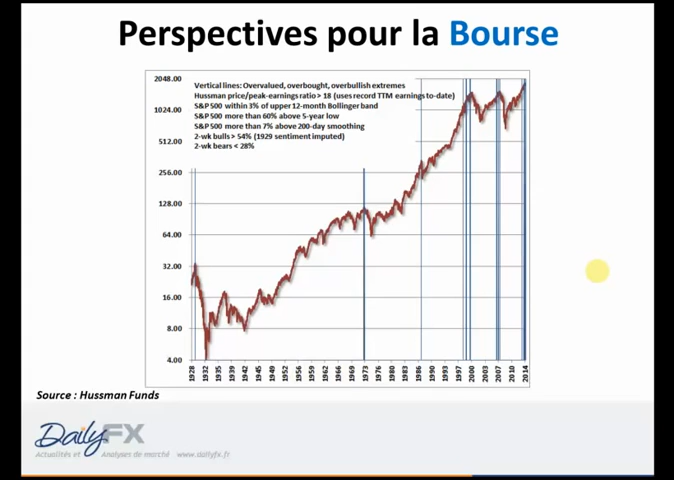 Perspectives pour la Bourse
Vertical lines: Overvalued, overbought, overbullish extremes
Hussman price/peak-earnings ratio > 18 (uses record TTM earnings to-date)
S&P 500 within 3% of upper 12-month Bollinger band
S&P 500 more than 60% above 5-year low
S&P 500 more than 7% above 200-day smoothing
2-wk bulls > 54% (1929 sentiment imputed)
2-wk bears < 28%
2048.00
1024.00
512.00
256.00
128.00
64.00
32.00
16.00
8.00
4.00
1928 1932 1935 1938 1942 1945 1949 1952 1956 1959 1962 1966 1969 1973 1976 1979 1983 1986 1990 1993 1997 2000 2003 2007 2010 2014
Source : Hussman Funds
DailyFX
Actualités et Analyses de marché www.dailyfx.fr